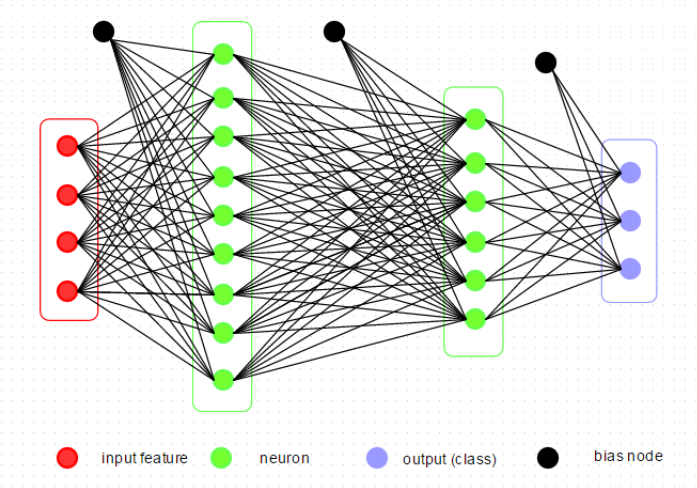 input feature
neuron
output (class)
bias node